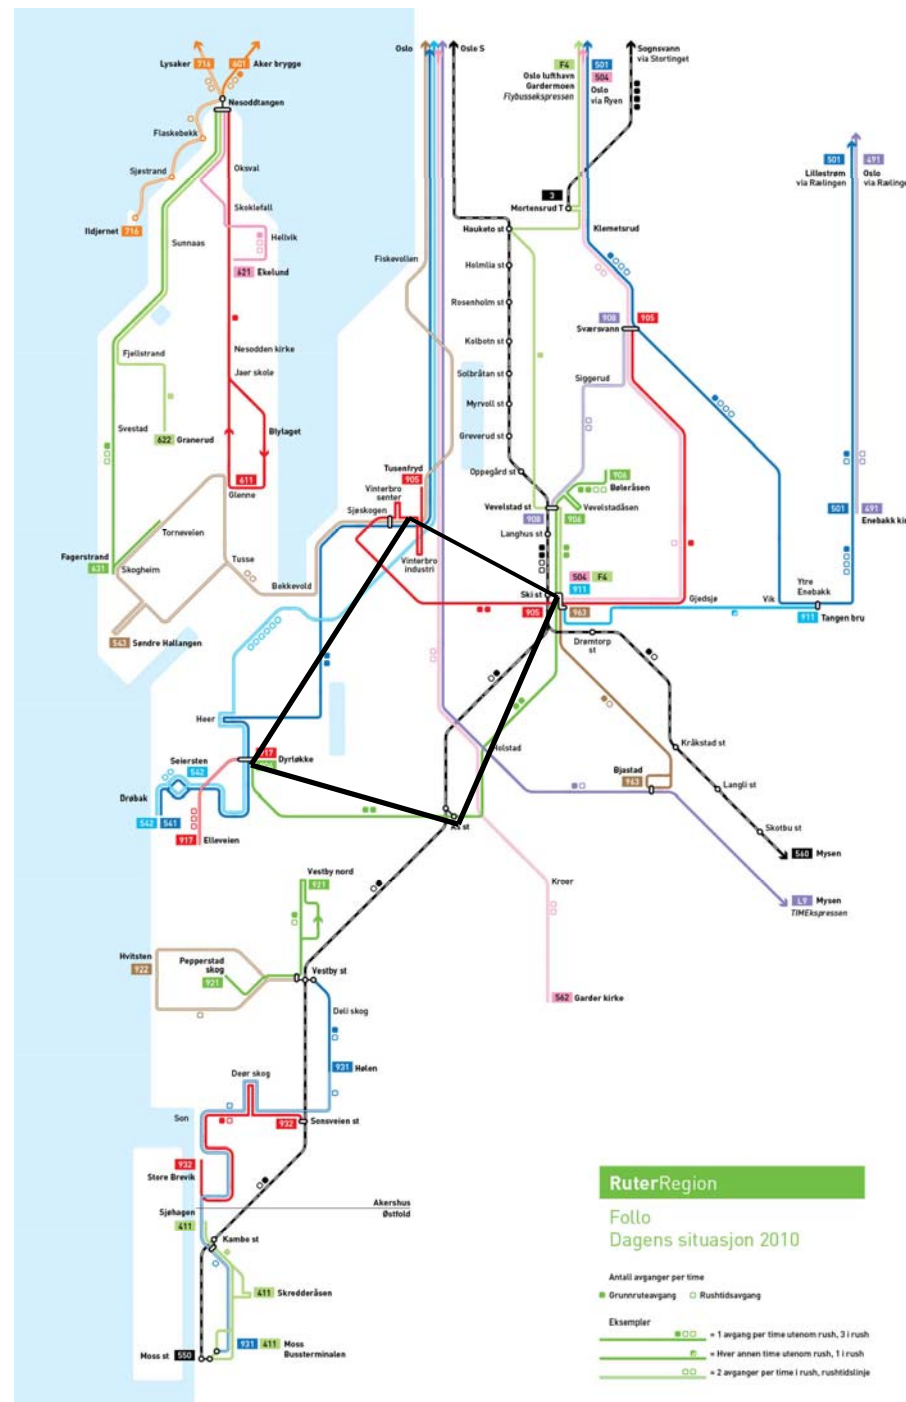 Lysaker 716
601 Aker brygge
Nesoddtangen
Flaskebekk
Sjøstrand
Ildjernet 716
Oksval
Skoklefall
Hellvik
621 Ekelund
Sunnaas
Nesodden kirke
Jaer skole
Fjellstrand
Svestad
622 Granerud
Blylaget
611
Glenne
Torneveien
Fagerstrand
631
Skogheim
Tusse
Bekkevold
543 Søndre Hallangen
Oslo
Oslo S
F4
Oslo lufthavn
Gardermoen
Flybussekspressen
501
504
Oslo
via Ryen
Sognsvann
via Stortinget
3
Mortensrud T
Hauketo st
Klemetsrud
Fiskevollen
Holmlia st
Rosenholm st
Kolbotn st
Solbråtan st
Myrvoll st
Greverud st
Oppegård st
501
Lillestrøm
via Rælingen
491
Oslo
via Rælinge
908
905
Sværsvann
Siggerud
906
Bøleråsen
Vevelstad st
908
906
Vevelstadåsen
Langhus st
Tusenfryd
905
Vinterbro
senter
Sjøskogen
Vinterbro
industri
504 F4
911
Ski st
905
963
Gjedsjø
Vik
Ytre
Enebakk
911 Tangen bru
501
491
Enebakk kir
Drømtorp
st
Heer
Dyrløkke
Seiersten
542
Drøbak
542 541
917
Elleveien
Holstad
Ås st
Bjastad
963
Kråkstad st
Langli st
Skotbu st
560 Mysen
L9 Mysen
TIMEkspressen
Kroer
562 Garder kirke
Vestby nord
921
Hvitsten
922
Pepperstad
skog
921
Vestby st
Deli skog
931 Hølen
Deør skog
Son
932
Sonsveien st
932
Store Brevik
Sjøhagen
411
Akershus
Østfold
Kambo st
411 Skredderåsen
931 411 Moss
Bussterminalen
Moss st 550
RuterRegion
Follo
Dagens situasjon 2010
Antall avganger per time
Grunnruteavgang
Rushtidsavgang
Eksempler
= 1 avgang per time utenom rush, 3 i rush
= Hver annen time utenom rush, 1 i rush
= 2 avganger per time i rush, rushtidslinje